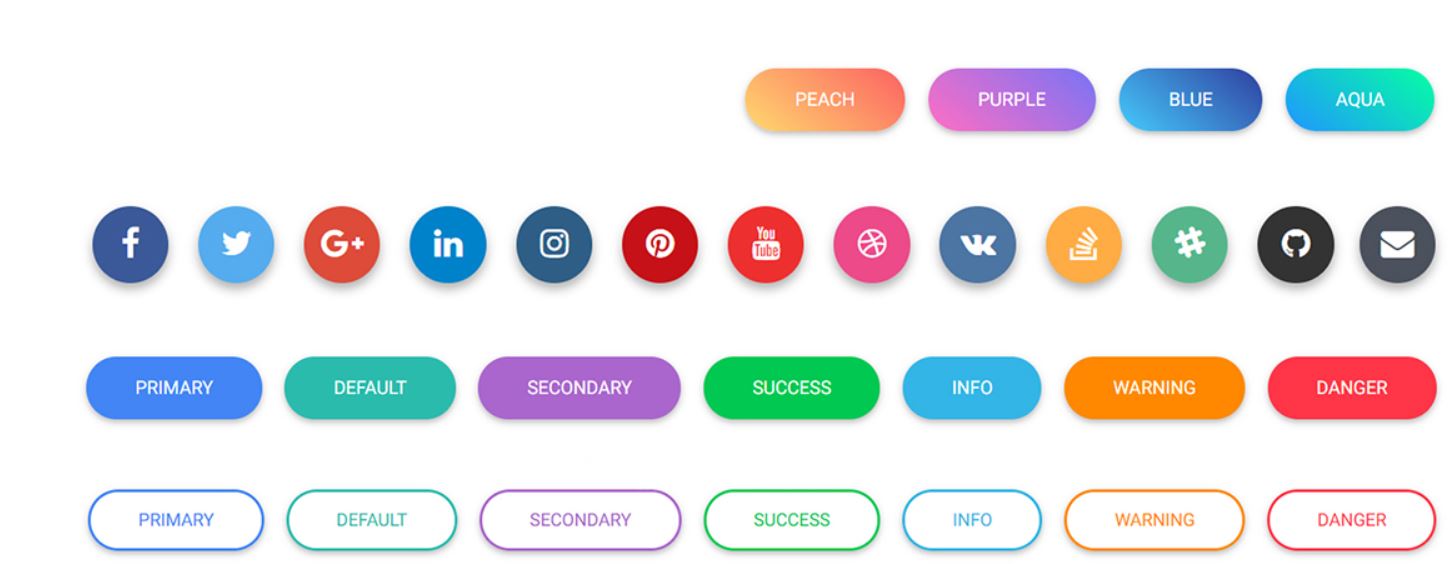 PEACH PURPLE BLUE AQUA
f G+ in You
Tube
PRIMARY DEFAULT SECONDARY SUCCESS INFO WARNING DANGER
PRIMARY DEFAULT SECONDARY SUCCESS INFO WARNING DANGER